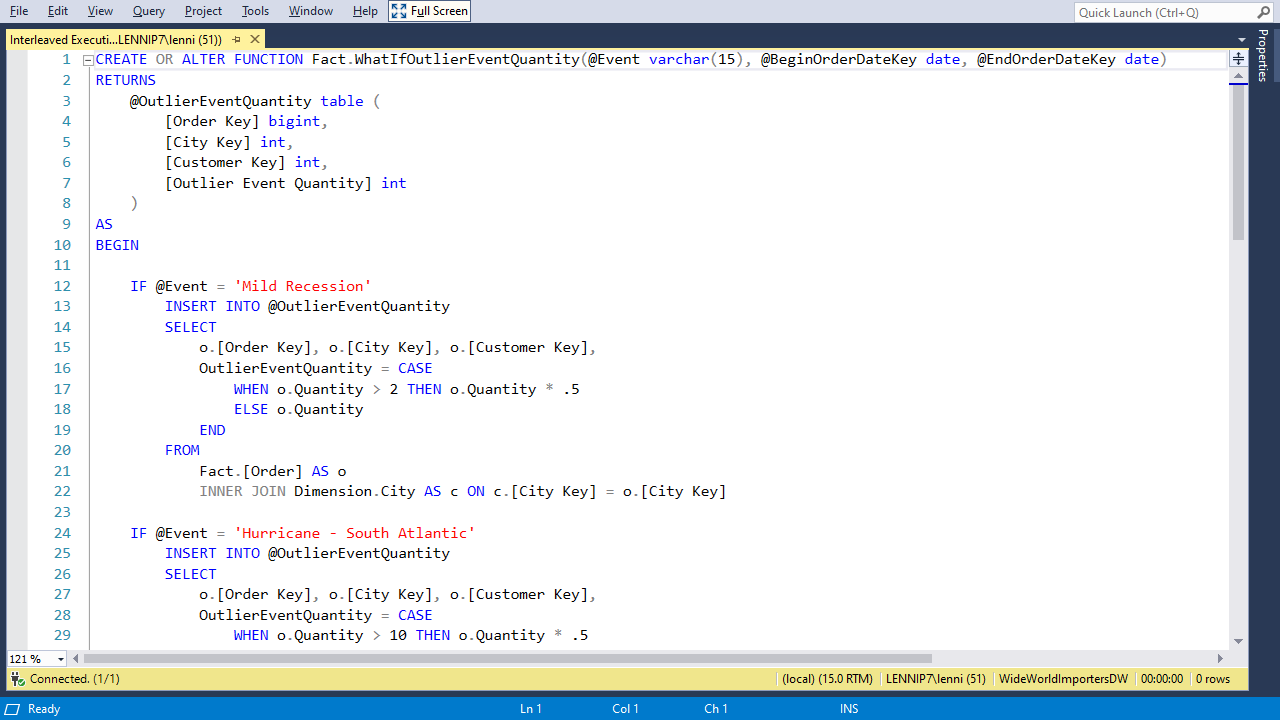 File Edit View Query Project Tools Window Help Full Screen Quick Launch (Ctrl+Q)
Interleaved Executi...LENNIP7\lenni (51))
Properties
1 CREATE OR ALTER FUNCTION Fact.WhatIfOutlierEventQuantity(@Event varchar(15), @BeginOrderDateKey date, @EndOrderDateKey date)
2 RETURNS
3 @OutlierEventQuantity table (
4 [Order Key] bigint,
5 [City Key] int,
6 [Customer Key] int,
7 [Outlier Event Quantity] int
8 )
9 AS
10 BEGIN
11
12 IF @Event = 'Mild Recession'
13 INSERT INTO @OutlierEventQuantity
14 SELECT
15 o.[Order Key], o.[City Key], o.[Customer Key],
16 OutlierEventQuantity = CASE
17 WHEN o.Quantity > 2 THEN o.Quantity * .5
18 ELSE o.Quantity
19 END
20 FROM
21 Fact.[Order] AS o
22 INNER JOIN Dimension.City AS c ON c.[City Key] = o.[City Key]
23
24 IF @Event = 'Hurricane - South Atlantic'
25 INSERT INTO @OutlierEventQuantity
26 SELECT
27 o.[Order Key], o.[City Key], o.[Customer Key],
28 OutlierEventQuantity = CASE
29 WHEN o.Quantity > 10 THEN o.Quantity * .5
121 %
Connected. (1/1) (local) (15.0 RTM) LENNIP7\lenni (51) WideWorldImportersDW 00:00:00 0 rows
Ready Ln 1 Col 1 Ch 1 INS